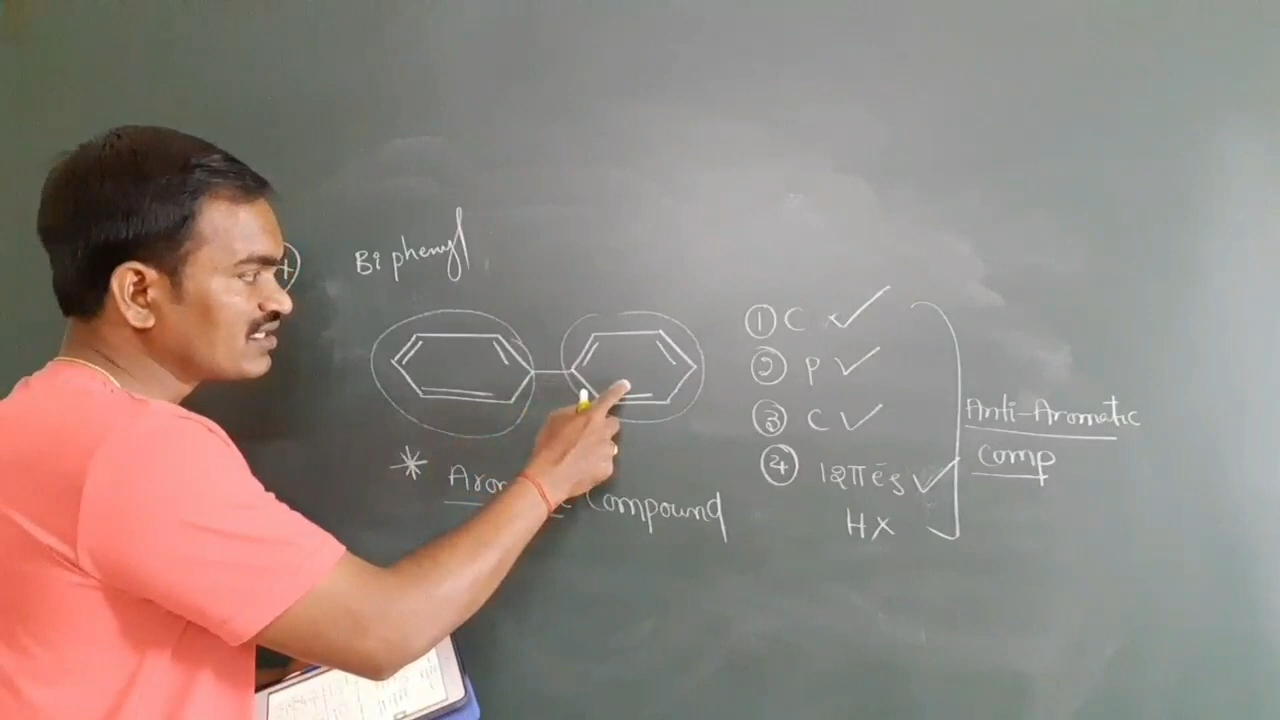 Bi phenyl
* Compound
① C ✓
② P ✓
③ C ✓
④ 12πēs ✓
HX
Anti-Aromatic
Comp